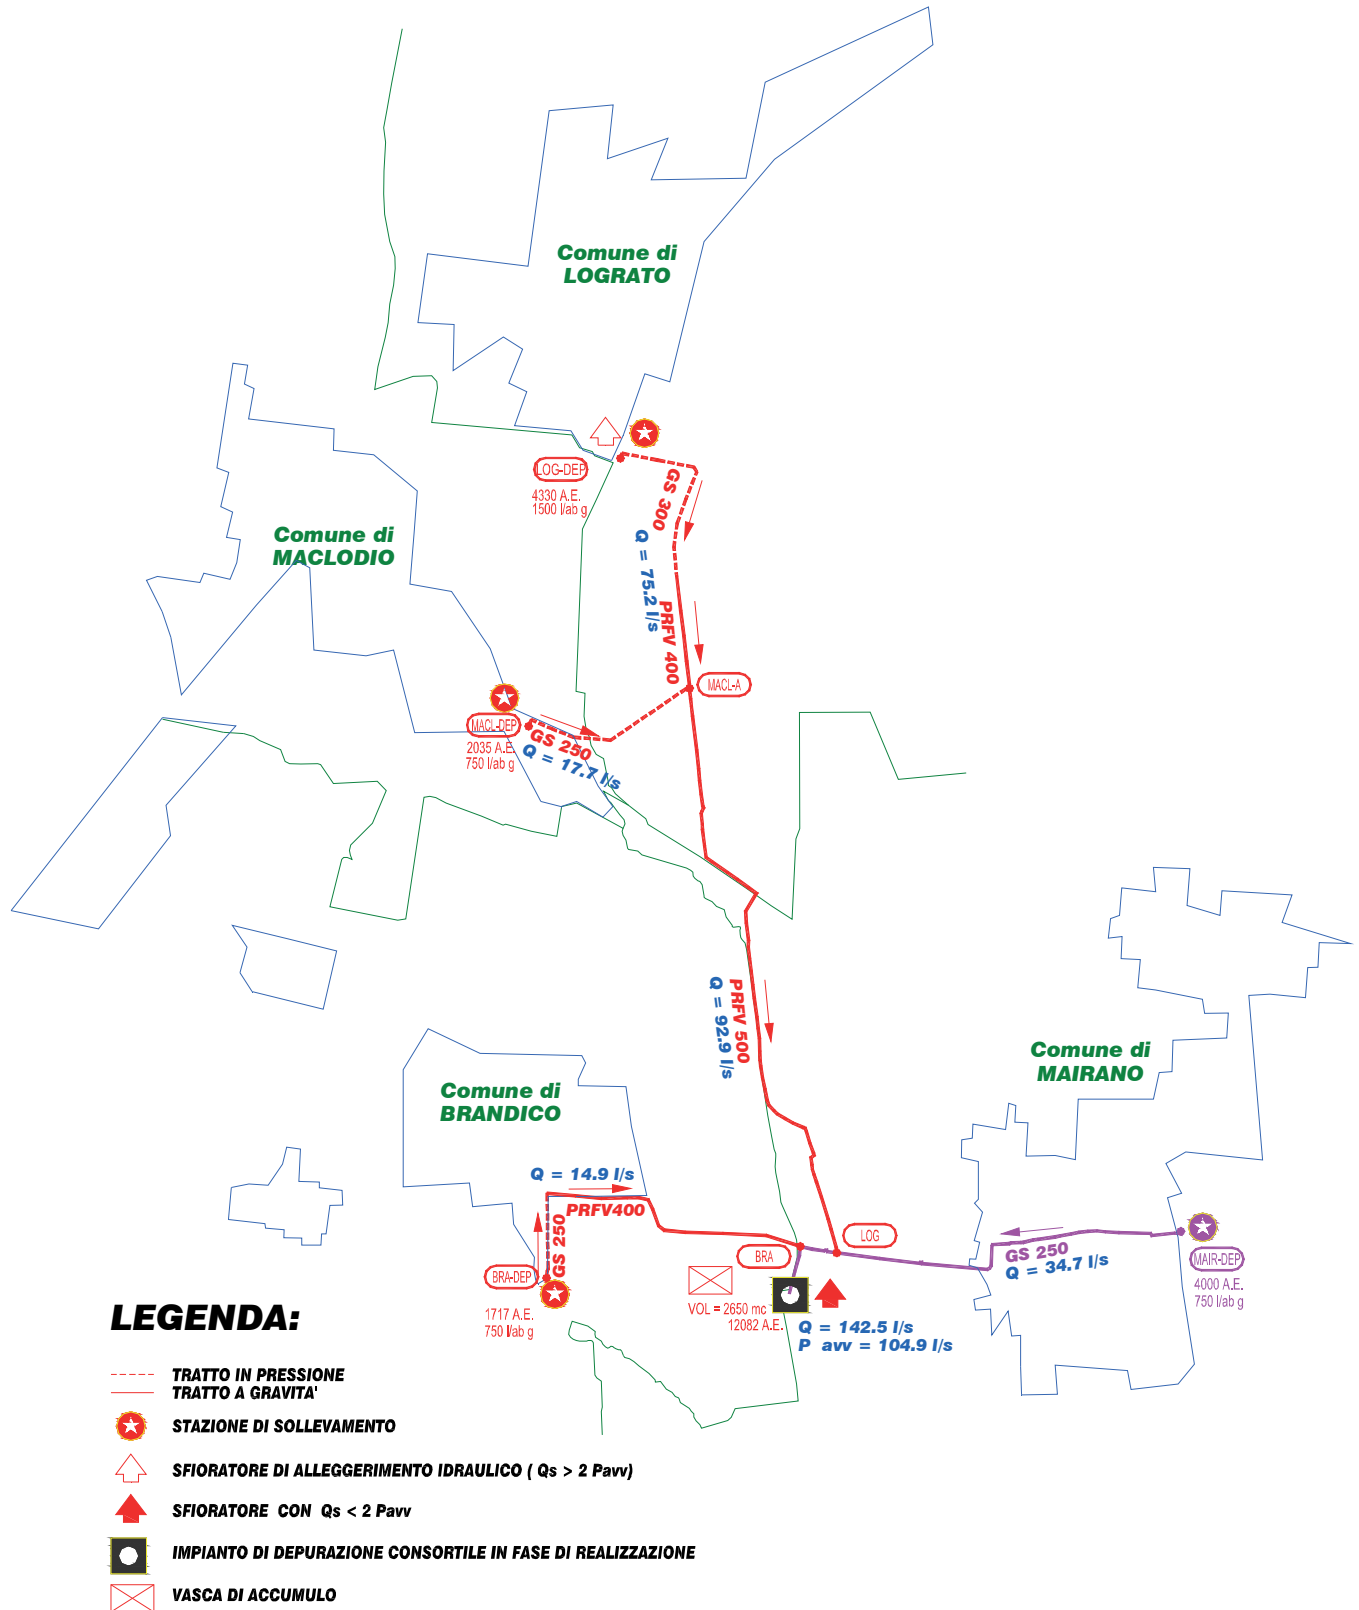 Comune di
LOGRATO
LOG-DEP
4330 A.E.
1500 l/ab g
GS 300
Q = 75.2 l/s
PRFV 400
Comune di
MACLODIO
MACL-A
MACL-DEP
2035 A.E.
750 l/ab g
GS 250
Q = 17.7 l/s
PRFV 500
Q = 92.9 l/s
Comune di
MAIRANO
Comune di
BRANDICO
Q = 14.9 l/s
PRFV400
GS 250
BRA-DEP
1717 A.E.
750 l/ab g
BRA
LOG
GS 250
Q = 34.7 l/s
MAIR-DEP
4000 A.E.
750 l/ab g
VOL = 2650 mc
12082 A.E.
Q = 142.5 l/s
P avv = 104.9 l/s
LEGENDA:
TRATTO IN PRESSIONE
TRATTO A GRAVITA'
STAZIONE DI SOLLEVAMENTO
SFIORATORE DI ALLEGGERIMENTO IDRAULICO ( Qs > 2 Pavv)
SFIORATORE CON Qs < 2 Pavv
IMPIANTO DI DEPURAZIONE CONSORTILE IN FASE DI REALIZZAZIONE
VASCA DI ACCUMULO